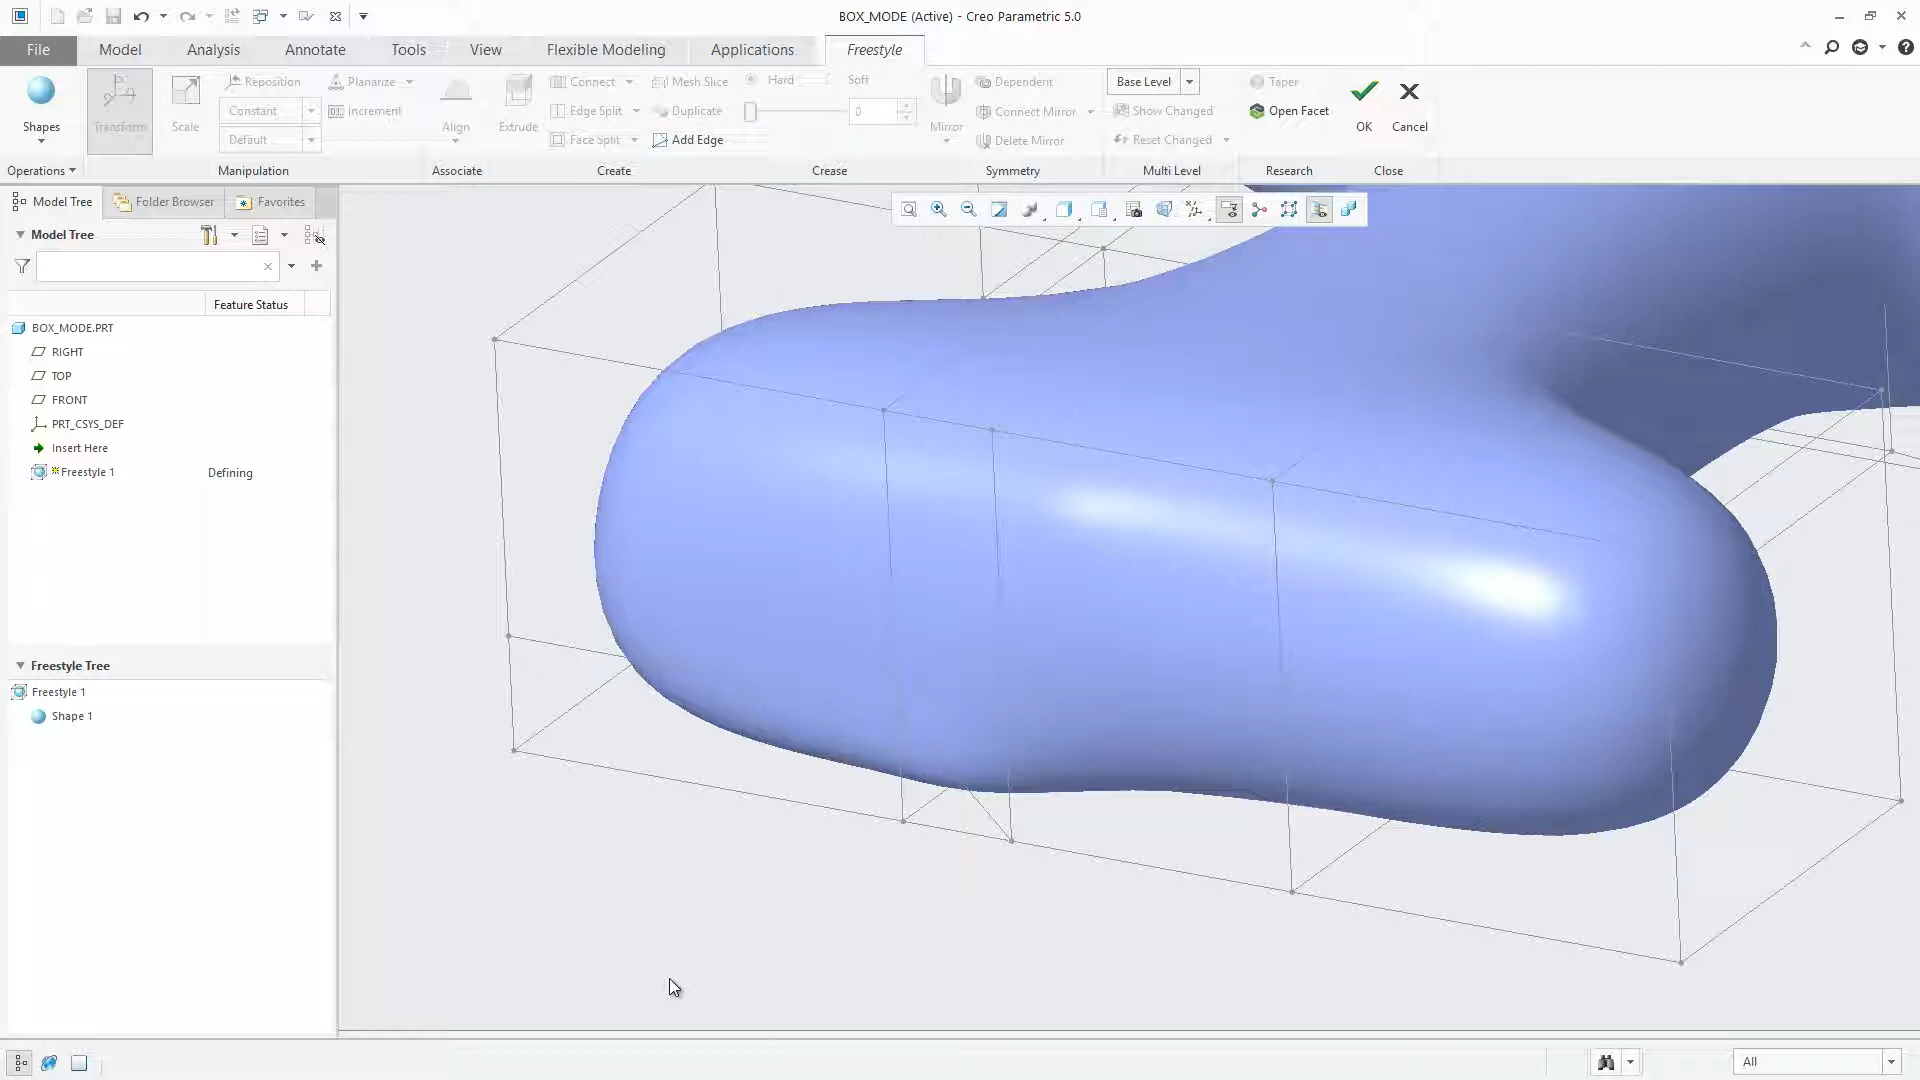 BOX_MODE (Active) - Creo Parametric 5.0
File Model Analysis Annotate Tools View Flexible Modeling Applications Freestyle
Reposition Planarize Connect Mesh Slice Hard Soft Dependent Base Level Taper
Constant Increment Edge Split Duplicate 0 Connect Mirror Show Changed Open Facet
Shapes Transform Scale Align Extrude Mirror OK Cancel
Default Face Split Add Edge Delete Mirror Reset Changed
Operations Manipulation Associate Create Crease Symmetry Multi Level Research Close
Model Tree Folder Browser Favorites
Model Tree
Feature Status
BOX_MODE.PRT
RIGHT
TOP
FRONT
PRT_CSYS_DEF
Insert Here
Freestyle 1 Defining
Freestyle Tree
Freestyle 1
Shape 1
All